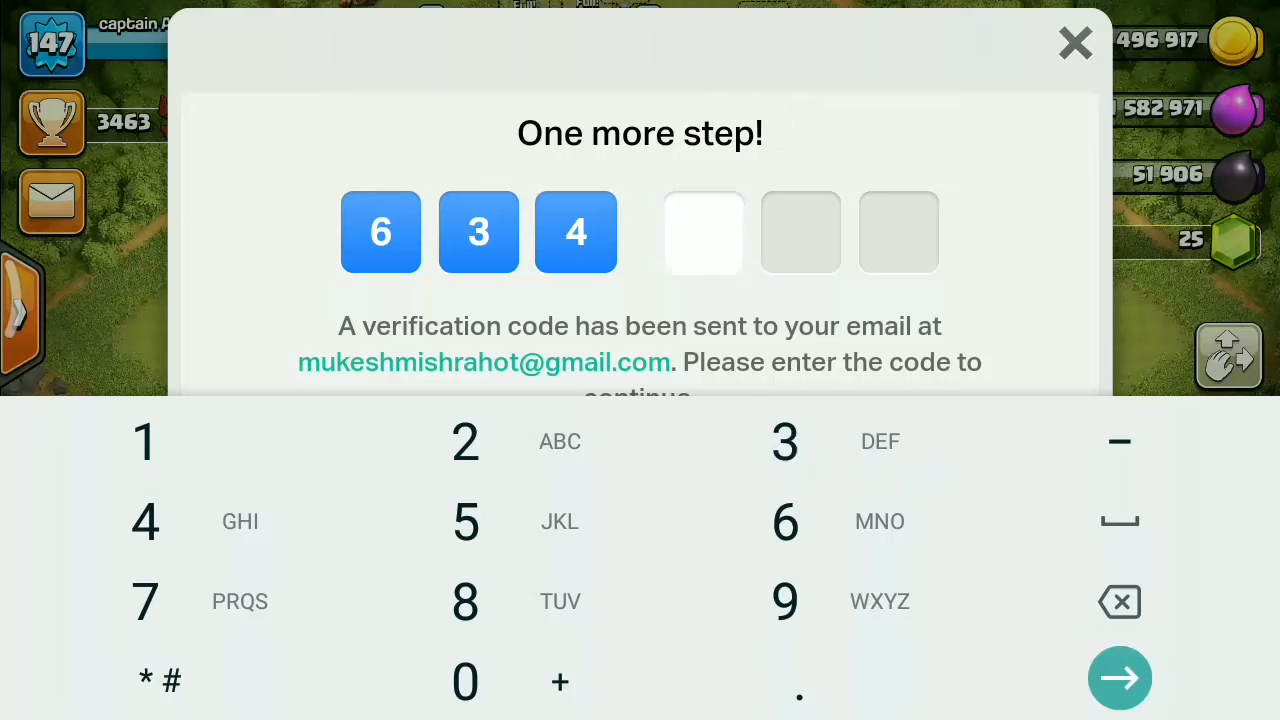 147
captain A
3463
496 917
1 582 971
51 906
25
One more step!
6 3 4
A verification code has been sent to your email at
mukeshmishrahot@gmail.com. Please enter the code to
continue
1
2 ABC
3 DEF
-
4 GHI
5 JKL
6 MNO
7 PRQS
8 TUV
9 WXYZ
* #
0 +
.